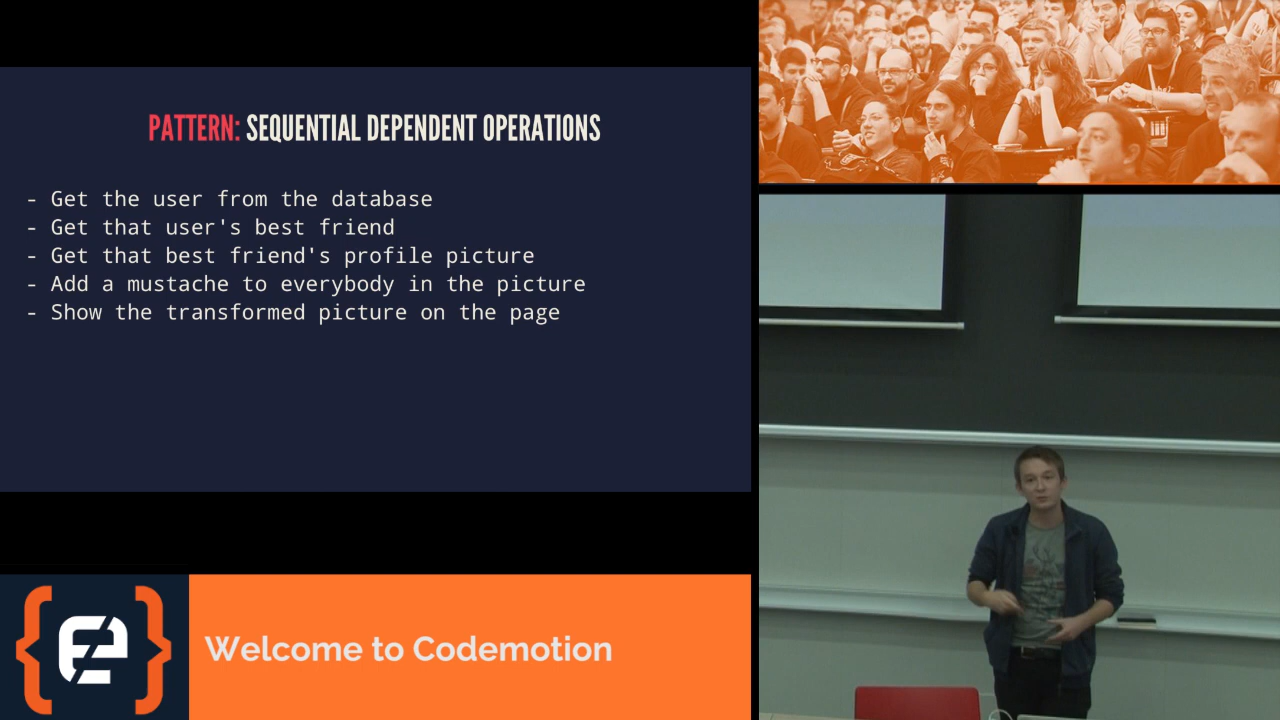 PATTERN: SEQUENTIAL DEPENDENT OPERATIONS
- Get the user from the database
- Get that user's best friend
- Get that best friend's profile picture
- Add a mustache to everybody in the picture
- Show the transformed picture on the page
Welcome to Codemotion